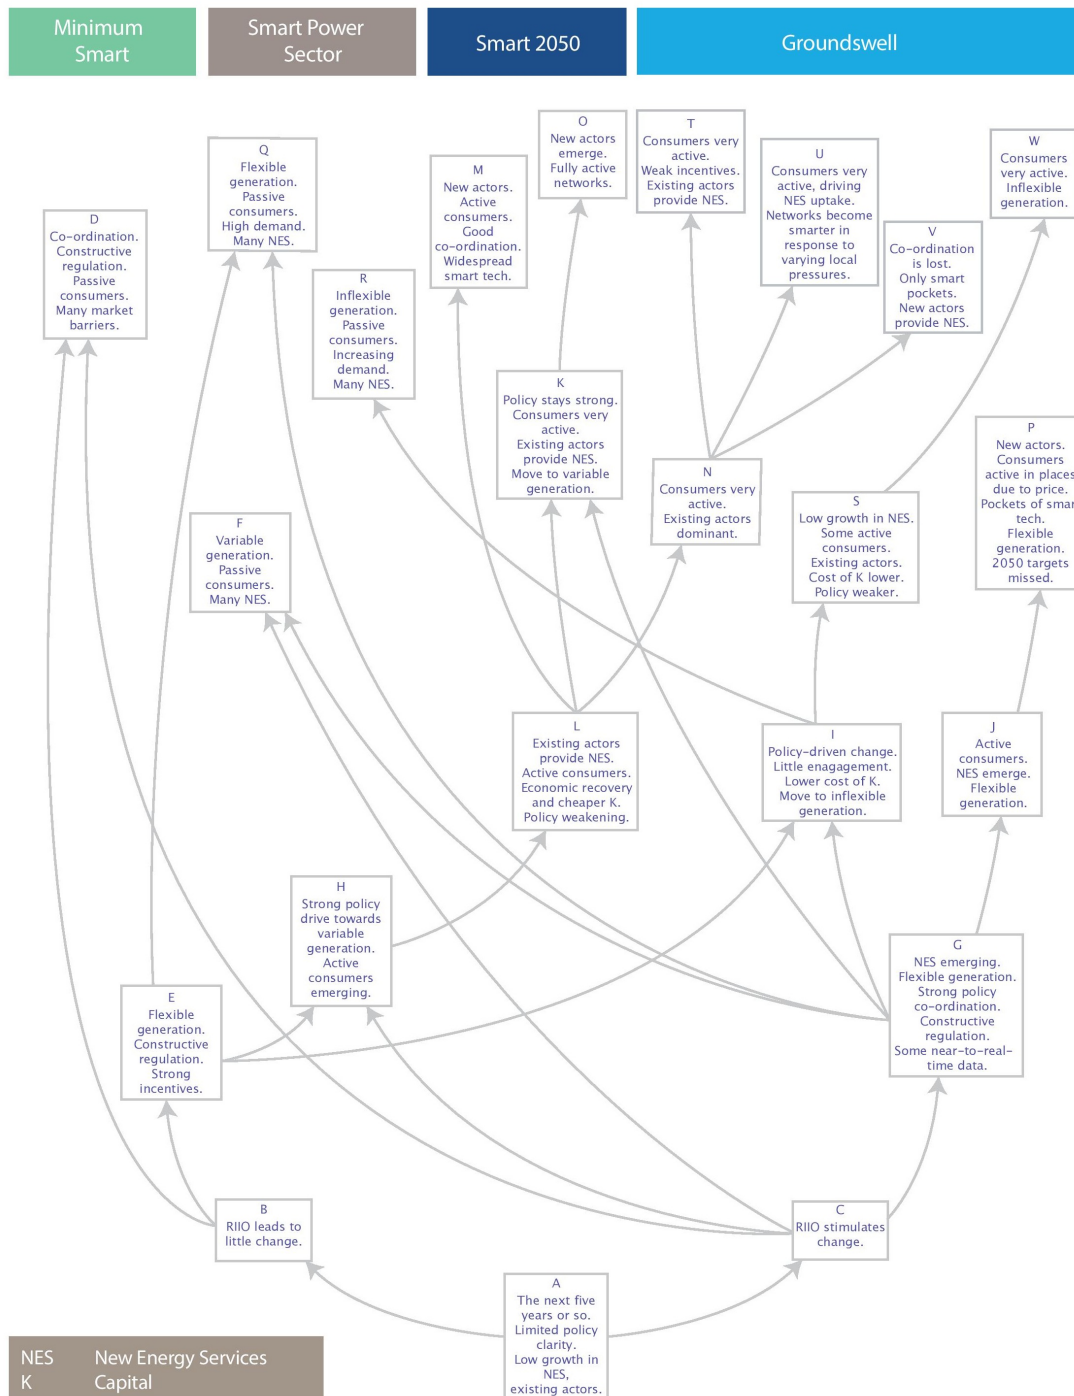 Minimum
Smart
Smart Power
Sector
Smart 2050
Groundswell
O
New actors
emerge.
Fully active
networks.
T
Consumers very
active.
Weak incentives.
Existing actors
provide NES.
W
Consumers
very active.
Inflexible
generation.
Q
Flexible
generation.
Passive
consumers.
High demand.
Many NES.
U
Consumers very
active, driving
NES uptake.
Networks become
smarter in
response to
varying local
pressures.
M
New actors.
Active
consumers.
Good
co-ordination.
Widespread
smart tech.
D
Co-ordination.
Constructive
regulation.
Passive
consumers.
Many market
barriers.
V
Co-ordination
is lost.
Only smart
pockets.
New actors
provide NES.
R
Inflexible
generation.
Passive
consumers.
Increasing
demand.
Many NES.
K
Policy stays strong.
Consumers very
active.
Existing actors
provide NES.
Move to variable
generation.
P
New actors.
Consumers
active in places
due to price.
Pockets of smart
tech.
Flexible
generation.
2050 targets
missed.
N
Consumers very
active.
Existing actors
dominant.
S
Low growth in NES.
Some active
consumers.
Existing actors.
Cost of K lower.
Policy weaker.
F
Variable
generation.
Passive
consumers.
Many NES.
L
Existing actors
provide NES.
Active consumers.
Economic recovery
and cheaper K.
Policy weakening.
I
Policy-driven change.
Little enagagement.
Lower cost of K.
Move to inflexible
generation.
J
Active
consumers.
NES emerge.
Flexible
generation.
H
Strong policy
drive towards
variable
generation.
Active
consumers
emerging.
G
NES emerging.
Flexible generation.
Strong policy
co-ordination.
Constructive
regulation.
Some near-to-real-
time data.
E
Flexible
generation.
Constructive
regulation.
Strong
incentives.
B
RIIO leads to
little change.
C
RIIO stimulates
change.
A
The next five
years or so.
Limited policy
clarity.
Low growth in
NES,
existing actors.
NES New Energy Services
K Capital